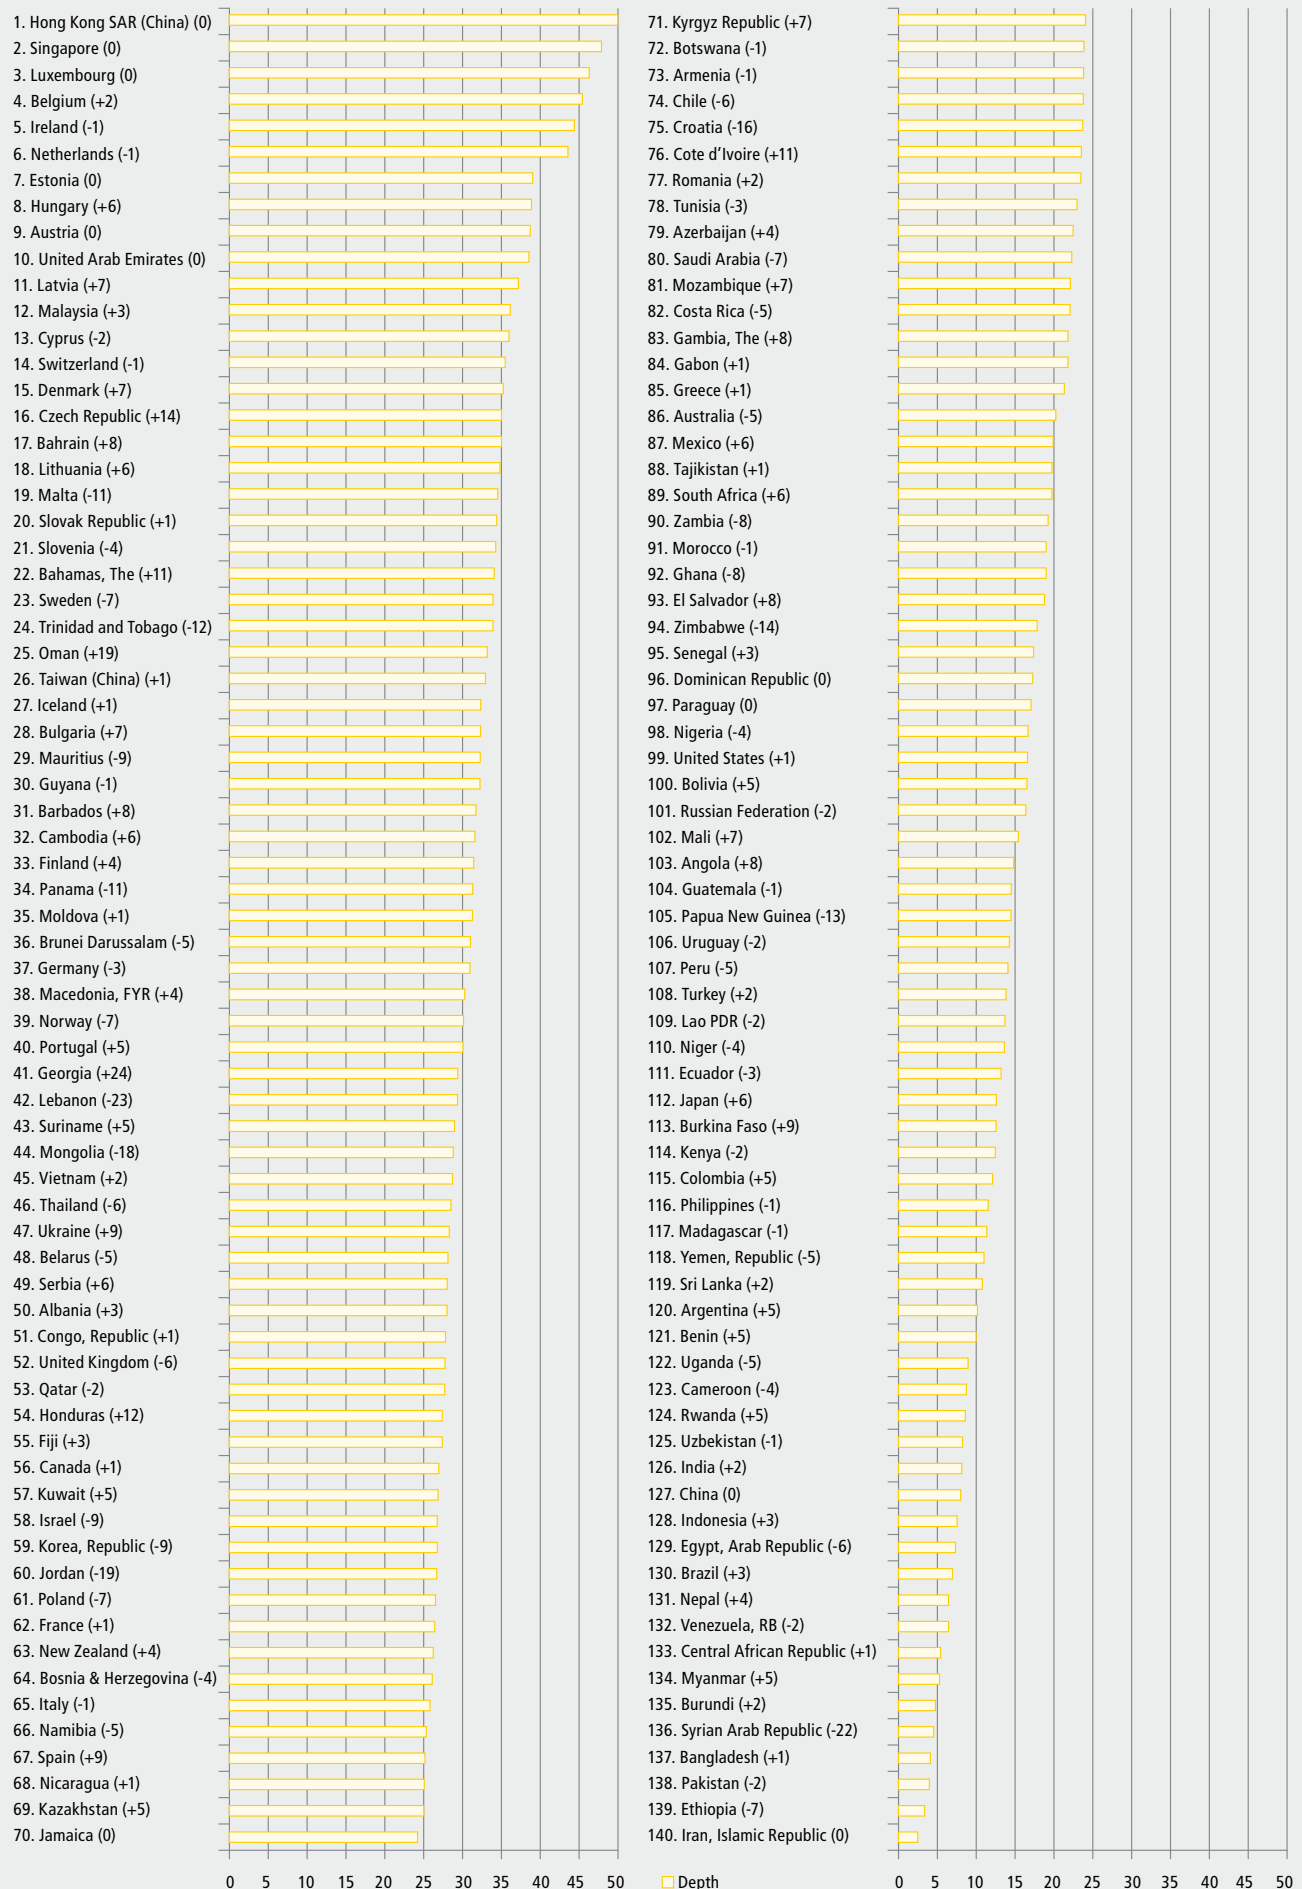 1. Hong Kong SAR (China) (0)
2. Singapore (0)
3. Luxembourg (0)
4. Belgium (+2)
5. Ireland (-1)
6. Netherlands (-1)
7. Estonia (0)
8. Hungary (+6)
9. Austria (0)
10. United Arab Emirates (0)
11. Latvia (+7)
12. Malaysia (+3)
13. Cyprus (-2)
14. Switzerland (-1)
15. Denmark (+7)
16. Czech Republic (+14)
17. Bahrain (+8)
18. Lithuania (+6)
19. Malta (-11)
20. Slovak Republic (+1)
21. Slovenia (-4)
22. Bahamas, The (+11)
23. Sweden (-7)
24. Trinidad and Tobago (-12)
25. Oman (+19)
26. Taiwan (China) (+1)
27. Iceland (+1)
28. Bulgaria (+7)
29. Mauritius (-9)
30. Guyana (-1)
31. Barbados (+8)
32. Cambodia (+6)
33. Finland (+4)
34. Panama (-11)
35. Moldova (+1)
36. Brunei Darussalam (-5)
37. Germany (-3)
38. Macedonia, FYR (+4)
39. Norway (-7)
40. Portugal (+5)
41. Georgia (+24)
42. Lebanon (-23)
43. Suriname (+5)
44. Mongolia (-18)
45. Vietnam (+2)
46. Thailand (-6)
47. Ukraine (+9)
48. Belarus (-5)
49. Serbia (+6)
50. Albania (+3)
51. Congo, Republic (+1)
52. United Kingdom (-6)
53. Qatar (-2)
54. Honduras (+12)
55. Fiji (+3)
56. Canada (+1)
57. Kuwait (+5)
58. Israel (-9)
59. Korea, Republic (-9)
60. Jordan (-19)
61. Poland (-7)
62. France (+1)
63. New Zealand (+4)
64. Bosnia & Herzegovina (-4)
65. Italy (-1)
66. Namibia (-5)
67. Spain (+9)
68. Nicaragua (+1)
69. Kazakhstan (+5)
70. Jamaica (0)
0 5 10 15 20 25 30 35 40 45 50
71. Kyrgyz Republic (+7)
72. Botswana (-1)
73. Armenia (-1)
74. Chile (-6)
75. Croatia (-16)
76. Cote d’Ivoire (+11)
77. Romania (+2)
78. Tunisia (-3)
79. Azerbaijan (+4)
80. Saudi Arabia (-7)
81. Mozambique (+7)
82. Costa Rica (-5)
83. Gambia, The (+8)
84. Gabon (+1)
85. Greece (+1)
86. Australia (-5)
87. Mexico (+6)
88. Tajikistan (+1)
89. South Africa (+6)
90. Zambia (-8)
91. Morocco (-1)
92. Ghana (-8)
93. El Salvador (+8)
94. Zimbabwe (-14)
95. Senegal (+3)
96. Dominican Republic (0)
97. Paraguay (0)
98. Nigeria (-4)
99. United States (+1)
100. Bolivia (+5)
101. Russian Federation (-2)
102. Mali (+7)
103. Angola (+8)
104. Guatemala (-1)
105. Papua New Guinea (-13)
106. Uruguay (-2)
107. Peru (-5)
108. Turkey (+2)
109. Lao PDR (-2)
110. Niger (-4)
111. Ecuador (-3)
112. Japan (+6)
113. Burkina Faso (+9)
114. Kenya (-2)
115. Colombia (+5)
116. Philippines (-1)
117. Madagascar (-1)
118. Yemen, Republic (-5)
119. Sri Lanka (+2)
120. Argentina (+5)
121. Benin (+5)
122. Uganda (-5)
123. Cameroon (-4)
124. Rwanda (+5)
125. Uzbekistan (-1)
126. India (+2)
127. China (0)
128. Indonesia (+3)
129. Egypt, Arab Republic (-6)
130. Brazil (+3)
131. Nepal (+4)
132. Venezuela, RB (-2)
133. Central African Republic (+1)
134. Myanmar (+5)
135. Burundi (+2)
136. Syrian Arab Republic (-22)
137. Bangladesh (+1)
138. Pakistan (-2)
139. Ethiopia (-7)
140. Iran, Islamic Republic (0)
Depth
0 5 10 15 20 25 30 35 40 45 50